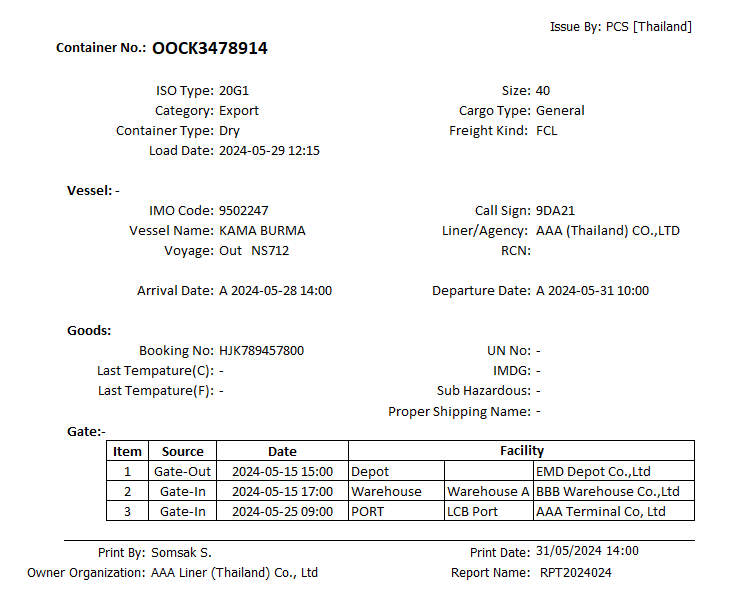 Issue By: PCS [Thailand]
Container No.: OOCK3478914
ISO Type: 20G1 Size: 40
Category: Export Cargo Type: General
Container Type: Dry Freight Kind: FCL
Load Date: 2024-05-29 12:15
Vessel: -
IMO Code: 9502247 Call Sign: 9DA21
Vessel Name: KAMA BURMA Liner/Agency: AAA (Thailand) CO.,LTD
Voyage: Out NS712 RCN:
Arrival Date: A 2024-05-28 14:00 Departure Date: A 2024-05-31 10:00
Goods:
Booking No: HJK789457800 UN No: -
Last Tempature(C): - IMDG: -
Last Tempature(F): - Sub Hazardous: -
Proper Shipping Name: -
Gate:-
Item Source Date Facility
1 Gate-Out 2024-05-15 15:00 Depot EMD Depot Co.,Ltd
2 Gate-In 2024-05-15 17:00 Warehouse Warehouse A BBB Warehouse Co.,Ltd
3 Gate-In 2024-05-25 09:00 PORT LCB Port AAA Terminal Co, Ltd
Print By: Somsak S. Print Date: 31/05/2024 14:00
Owner Organization: AAA Liner (Thailand) Co., Ltd Report Name: RPT2024024